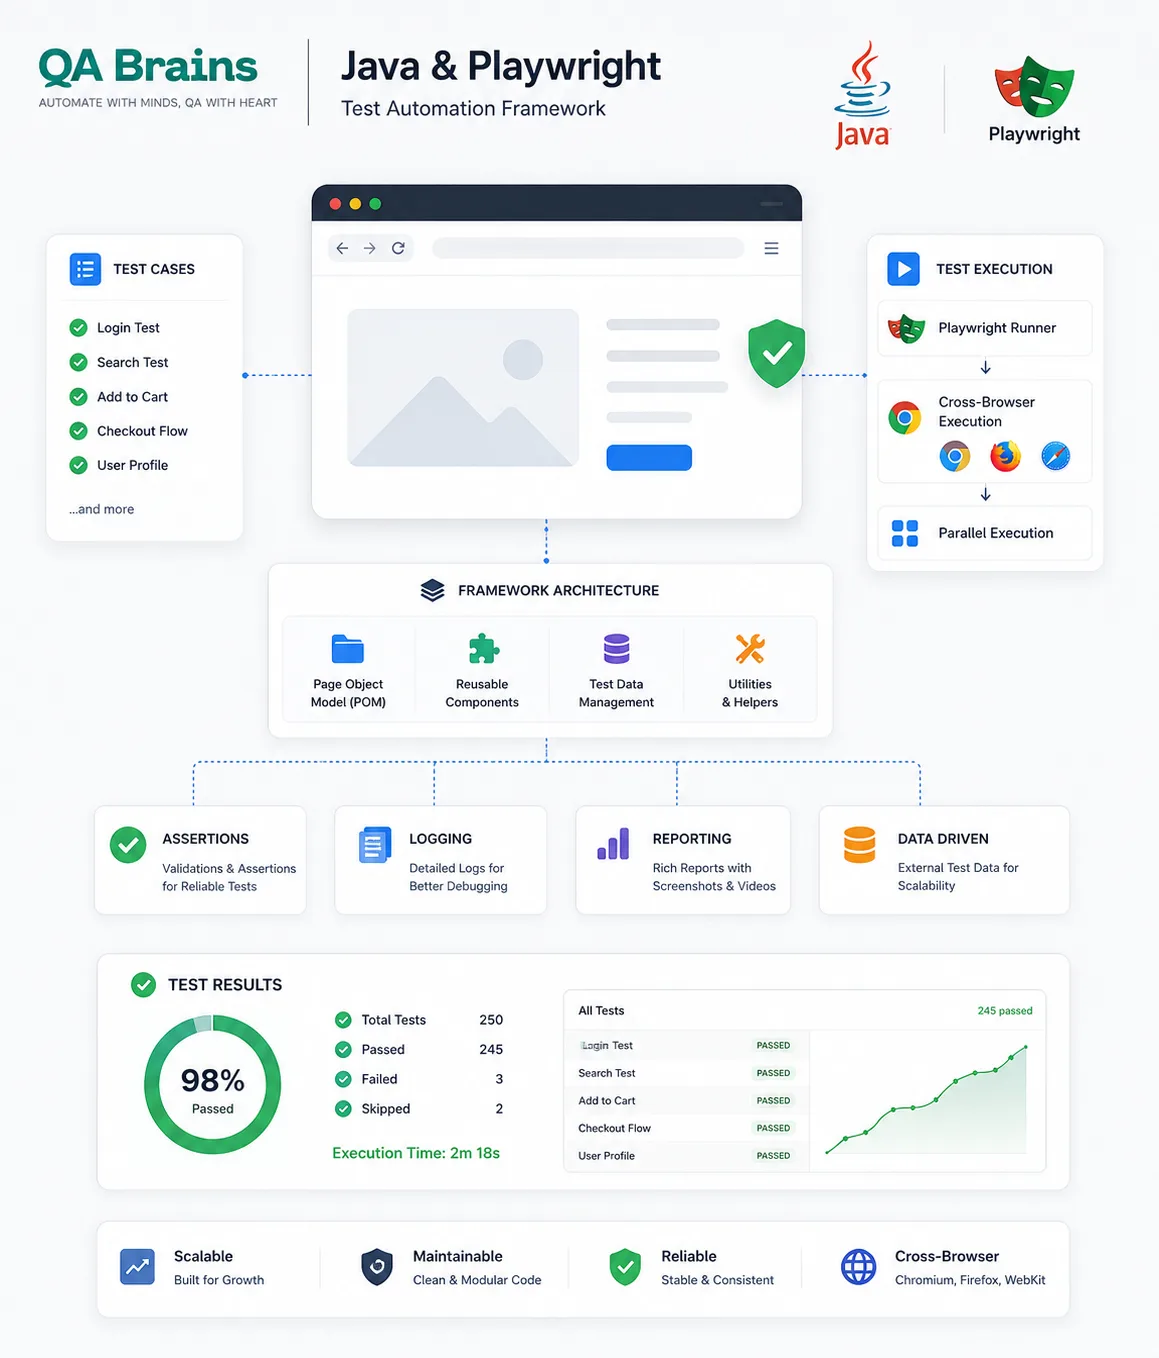 QA Brains
AUTOMATE WITH MINDS, QA WITH HEART
Java & Playwright
Test Automation Framework
Java
Playwright
TEST CASES
Login Test
Search Test
Add to Cart
Checkout Flow
User Profile
...and more
TEST EXECUTION
Playwright Runner
Cross-Browser
Execution
Parallel Execution
FRAMEWORK ARCHITECTURE
Page Object
Model (POM)
Reusable
Components
Test Data
Management
Utilities
& Helpers
ASSERTIONS
Validations & Assertions
for Reliable Tests
LOGGING
Detailed Logs for
Better Debugging
REPORTING
Rich Reports with
Screenshots & Videos
DATA DRIVEN
External Test Data for
Scalability
TEST RESULTS
98%
Passed
Total Tests 250
Passed 245
Failed 3
Skipped 2
Execution Time: 2m 18s
All Tests 245 passed
Login Test PASSED
Search Test PASSED
Add to Cart PASSED
Checkout Flow PASSED
User Profile PASSED
Scalable
Built for Growth
Maintainable
Clean & Modular Code
Reliable
Stable & Consistent
Cross-Browser
Chromium, Firefox, WebKit